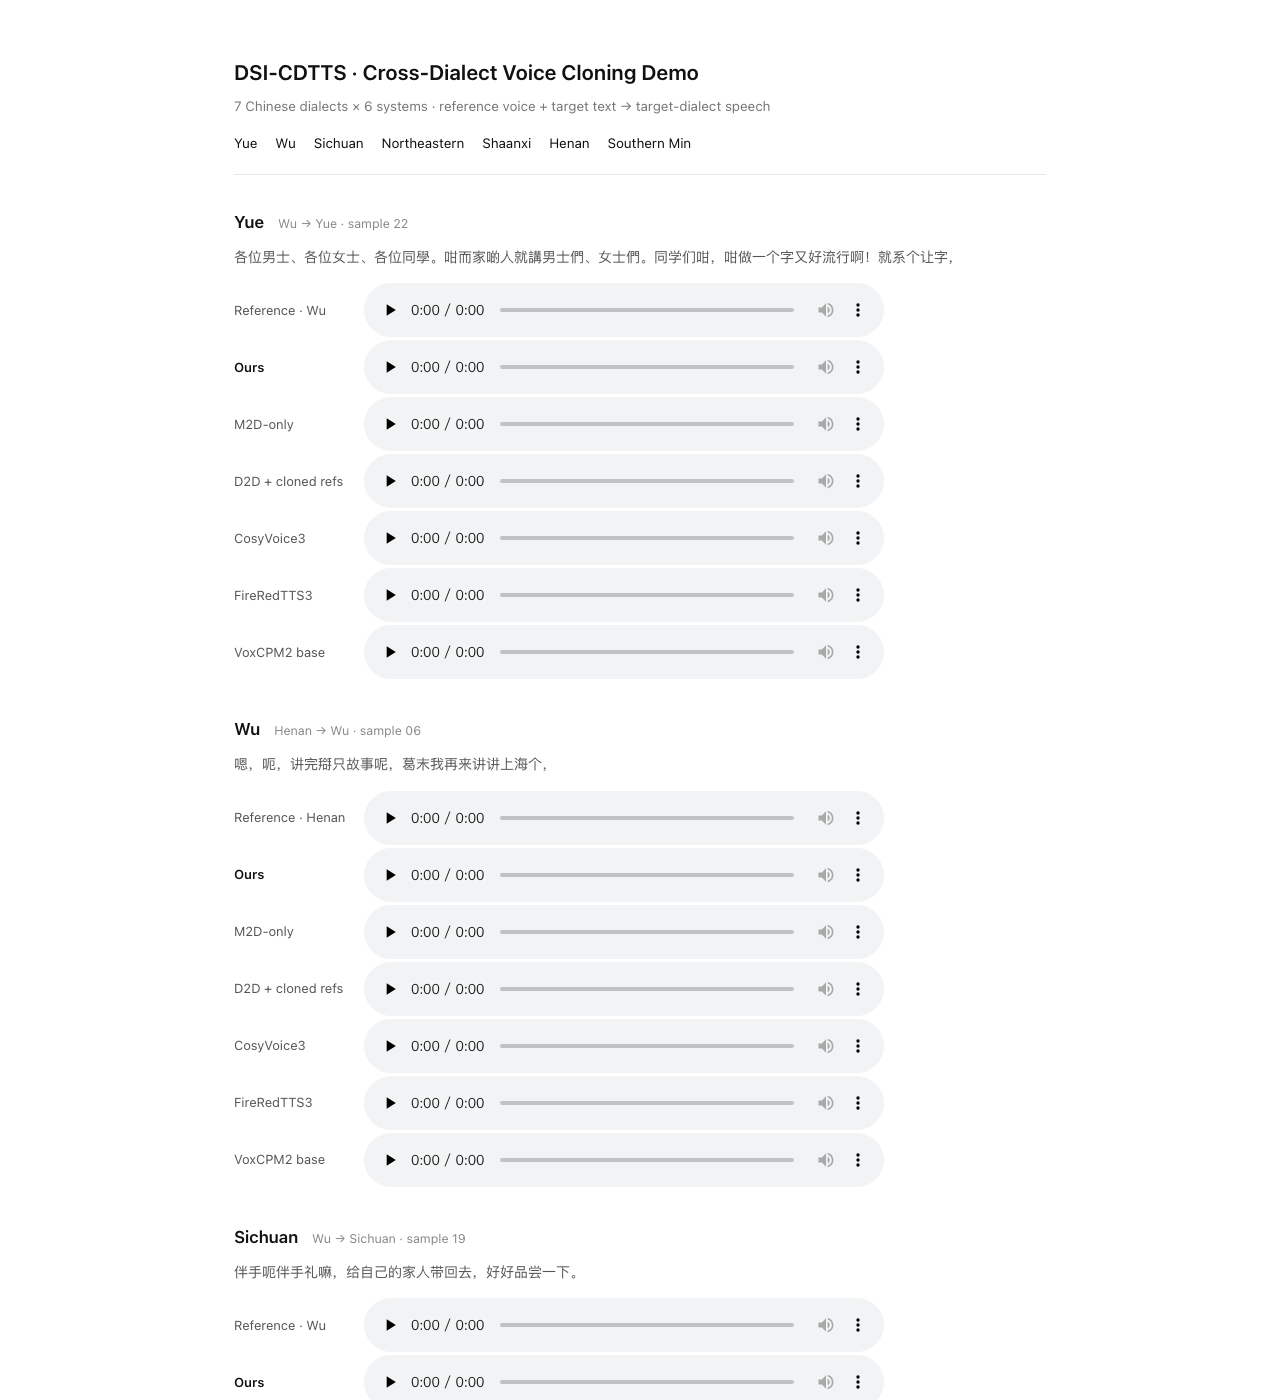 DSI-CDTTS · Cross-Dialect Voice Cloning Demo
7 Chinese dialects × 6 systems · reference voice + target text → target-dialect speech
Yue Wu Sichuan Northeastern Shaanxi Henan Southern Min
Yue Wu → Yue · sample 22
各位男士、各位女士、各位同學。咁而家啲人就講男士們、女士們。同学们咁，咁做一个字又好流行啊！就系个让字，
Reference · Wu 0:00 / 0:00
Ours 0:00 / 0:00
M2D-only 0:00 / 0:00
D2D + cloned refs 0:00 / 0:00
CosyVoice3 0:00 / 0:00
FireRedTTS3 0:00 / 0:00
VoxCPM2 base 0:00 / 0:00
Wu Henan → Wu · sample 06
嗯，呃，讲完搿只故事呢，葛末我再来讲讲上海个，
Reference · Henan 0:00 / 0:00
Ours 0:00 / 0:00
M2D-only 0:00 / 0:00
D2D + cloned refs 0:00 / 0:00
CosyVoice3 0:00 / 0:00
FireRedTTS3 0:00 / 0:00
VoxCPM2 base 0:00 / 0:00
Sichuan Wu → Sichuan · sample 19
伴手呃伴手礼嘛，给自己的家人带回去，好好品尝一下。
Reference · Wu 0:00 / 0:00
Ours 0:00 / 0:00